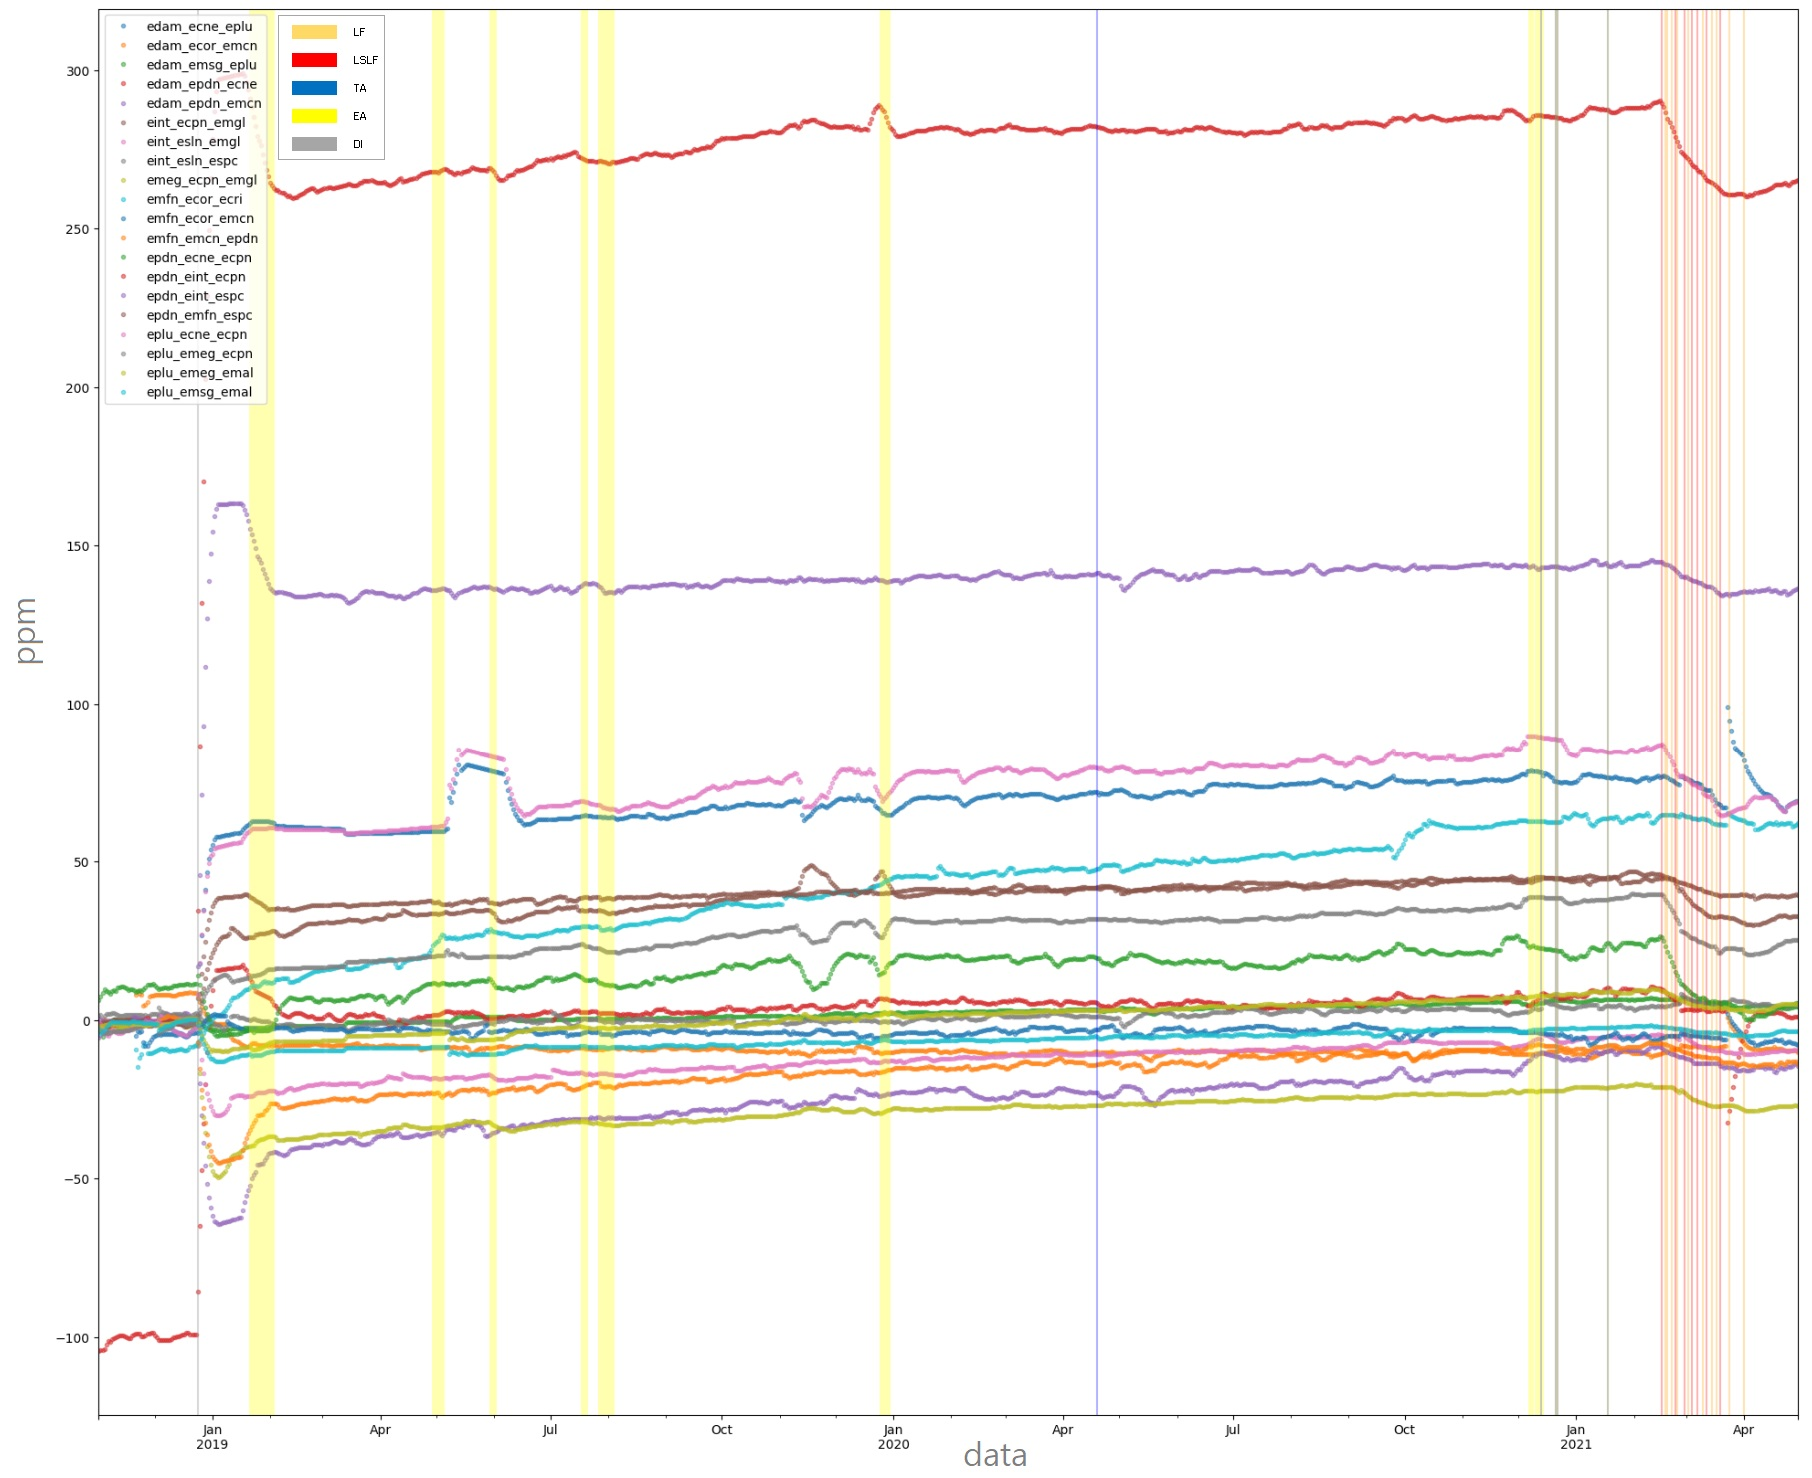 edam_ecne_eplu
edam_ecor_emcn
edam_emsg_eplu
edam_epdn_ecne
edam_epdn_emcn
eint_ecpn_emgl
eint_esln_emgl
eint_esln_espc
emeg_ecpn_emgl
emfn_ecor_ecri
emfn_ecor_emcn
emfn_emcn_epdn
epdn_ecne_ecpn
epdn_eint_ecpn
epdn_eint_espc
epdn_emfn_espc
eplu_ecne_ecpn
eplu_emeg_ecpn
eplu_emeg_emal
eplu_emsg_emal
LF
LSLF
TA
EA
DI
300
250
200
150
100
50
0
−50
−100
ppm
Jan
2019
Apr
Jul
Oct
Jan
2020
Apr
Jul
Oct
Jan
2021
Apr
data